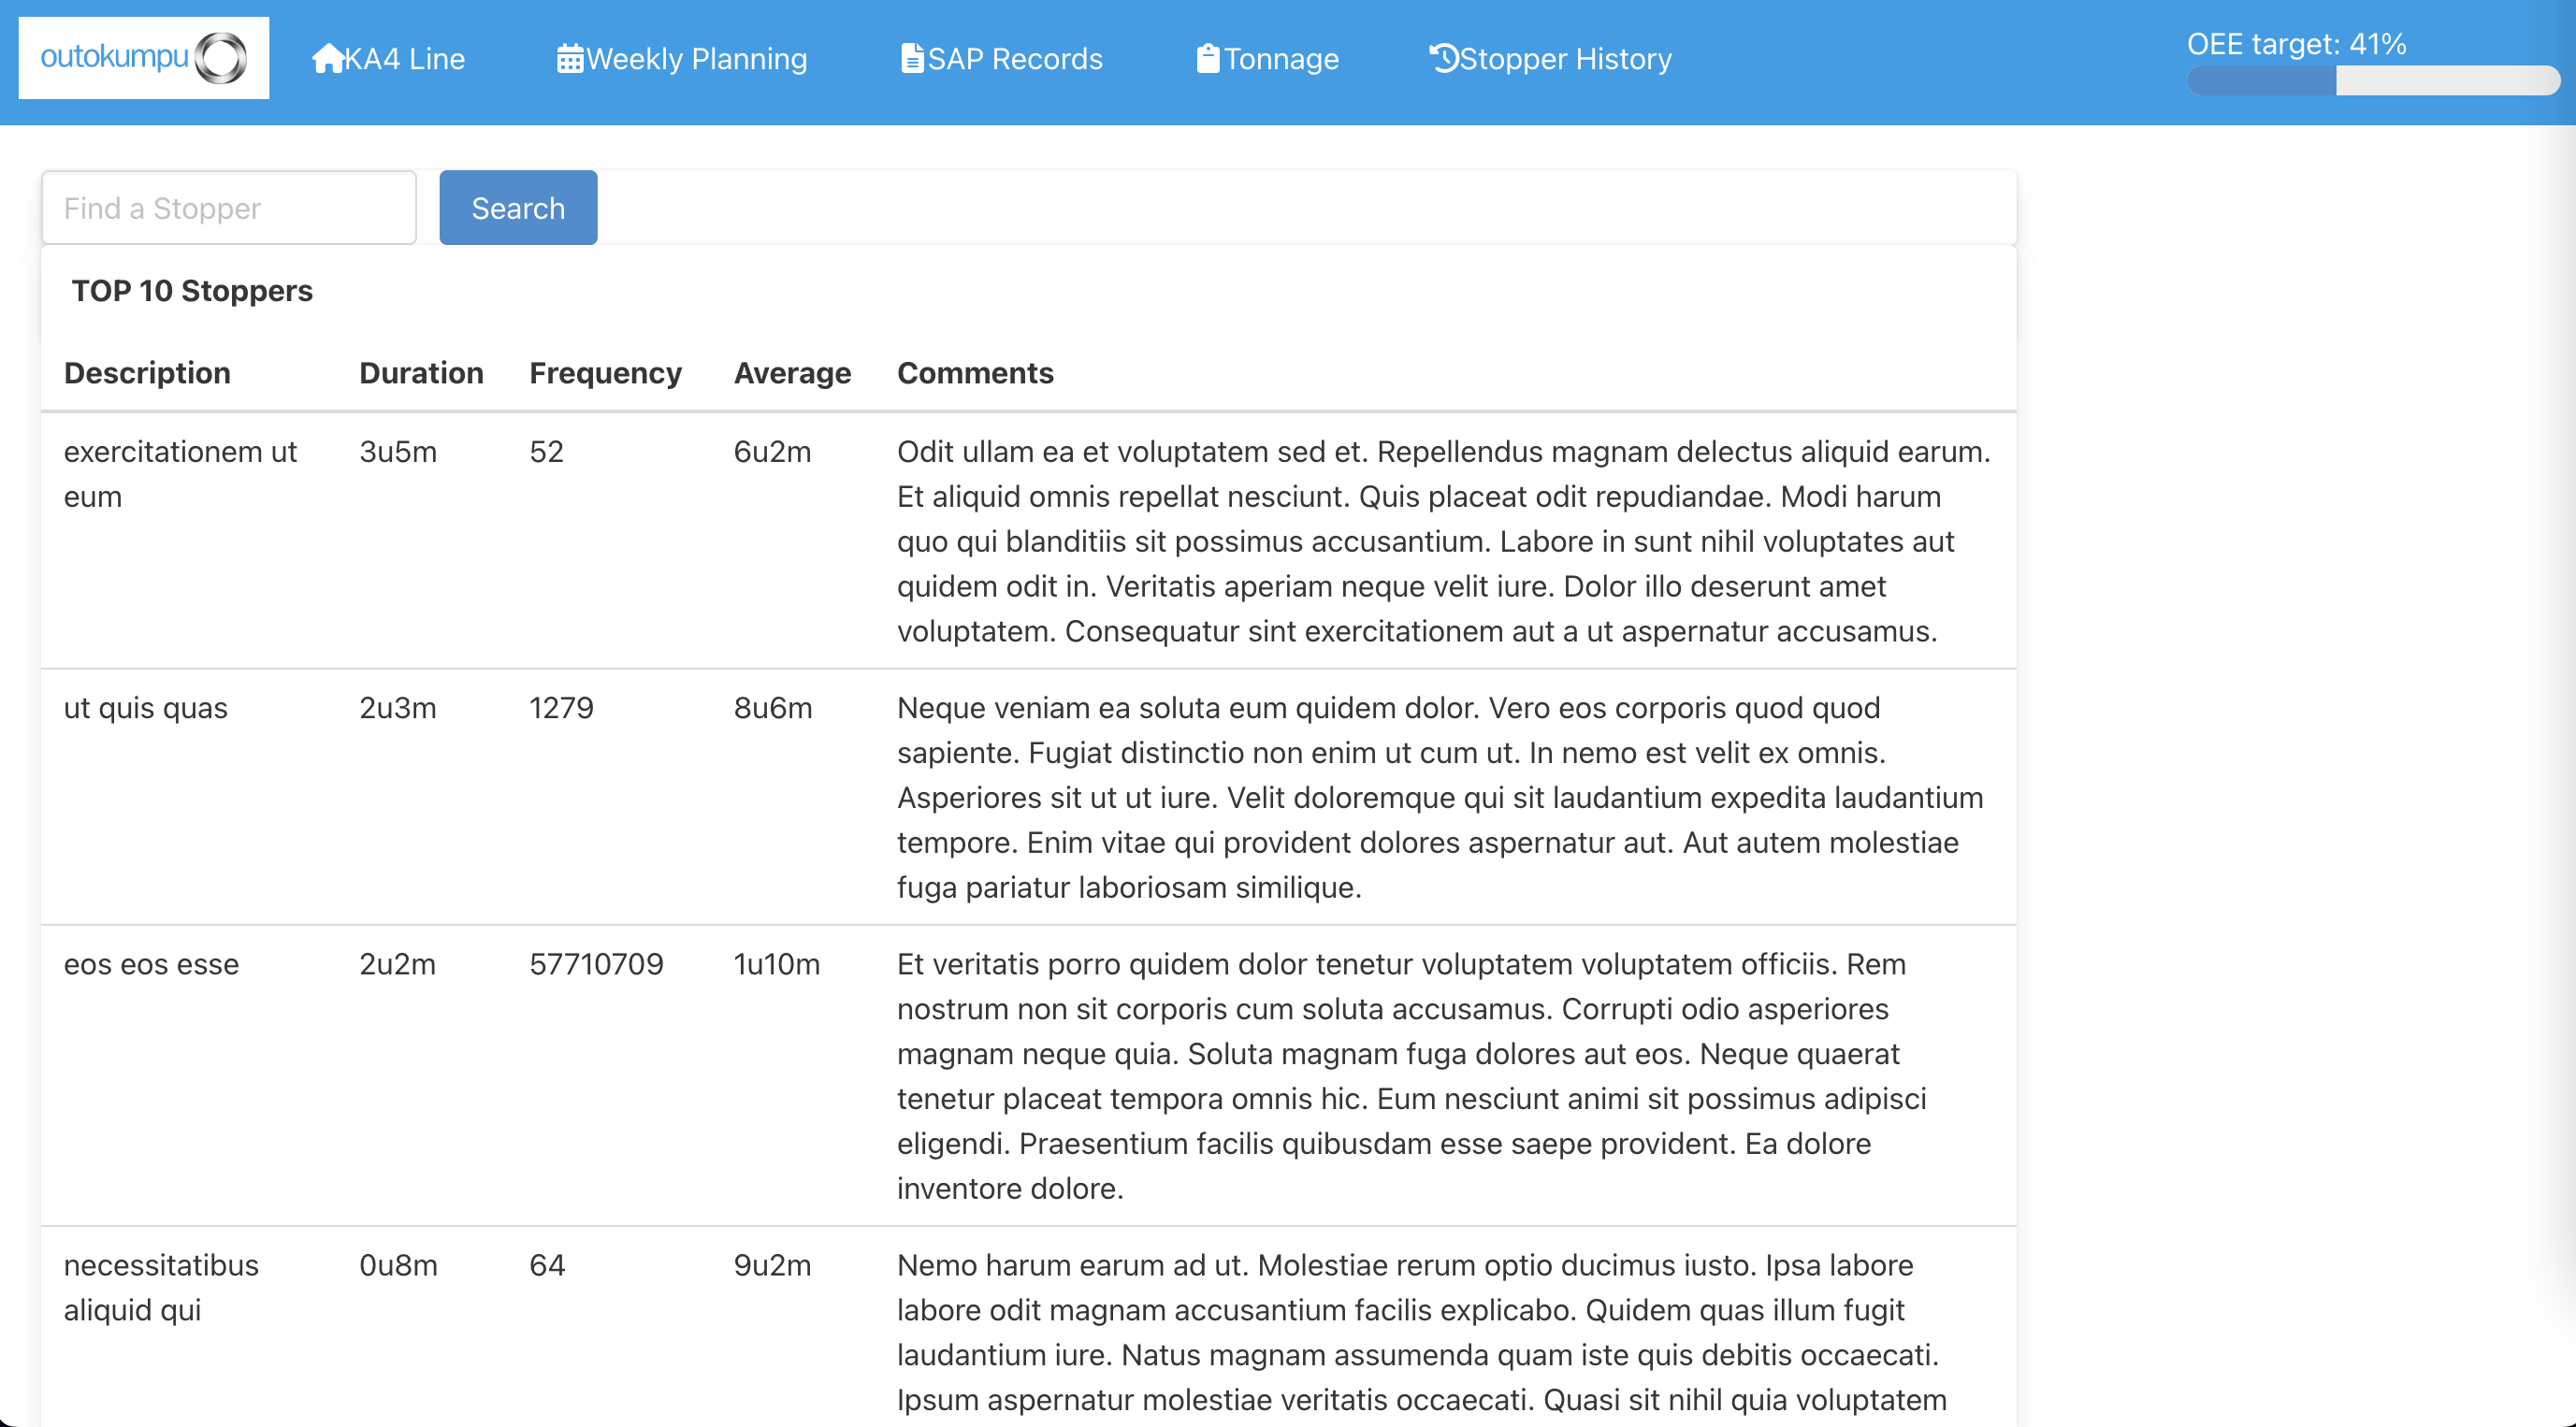 outokumpu
KA4 Line
Weekly Planning
SAP Records
Tonnage
Stopper History
OEE target: 41%
Find a Stopper
Search
TOP 10 Stoppers
Description Duration Frequency Average Comments
exercitationem ut 3u5m 52 6u2m Odit ullam ea et voluptatem sed et. Repellendus magnam delectus aliquid earum.
eum Et aliquid omnis repellat nesciunt. Quis placeat odit repudiandae. Modi harum
quo qui blanditiis sit possimus accusantium. Labore in sunt nihil voluptates aut
quidem odit in. Veritatis aperiam neque velit iure. Dolor illo deserunt amet
voluptatem. Consequatur sint exercitationem aut a ut aspernatur accusamus.
ut quis quas 2u3m 1279 8u6m Neque veniam ea soluta eum quidem dolor. Vero eos corporis quod quod
sapiente. Fugiat distinctio non enim ut cum ut. In nemo est velit ex omnis.
Asperiores sit ut ut iure. Velit doloremque qui sit laudantium expedita laudantium
tempore. Enim vitae qui provident dolores aspernatur aut. Aut autem molestiae
fuga pariatur laboriosam similique.
eos eos esse 2u2m 57710709 1u10m Et veritatis porro quidem dolor tenetur voluptatem voluptatem officiis. Rem
nostrum non sit corporis cum soluta accusamus. Corrupti odio asperiores
magnam neque quia. Soluta magnam fuga dolores aut eos. Neque quaerat
tenetur placeat tempora omnis hic. Eum nesciunt animi sit possimus adipisci
eligendi. Praesentium facilis quibusdam esse saepe provident. Ea dolore
inventore dolore.
necessitatibus 0u8m 64 9u2m Nemo harum earum ad ut. Molestiae rerum optio ducimus iusto. Ipsa labore
aliquid qui labore odit magnam accusantium facilis explicabo. Quidem quas illum fugit
laudantium iure. Natus magnam assumenda quam iste quis debitis occaecati.
Ipsum aspernatur molestiae veritatis occaecati. Quasi sit nihil quia voluptatem